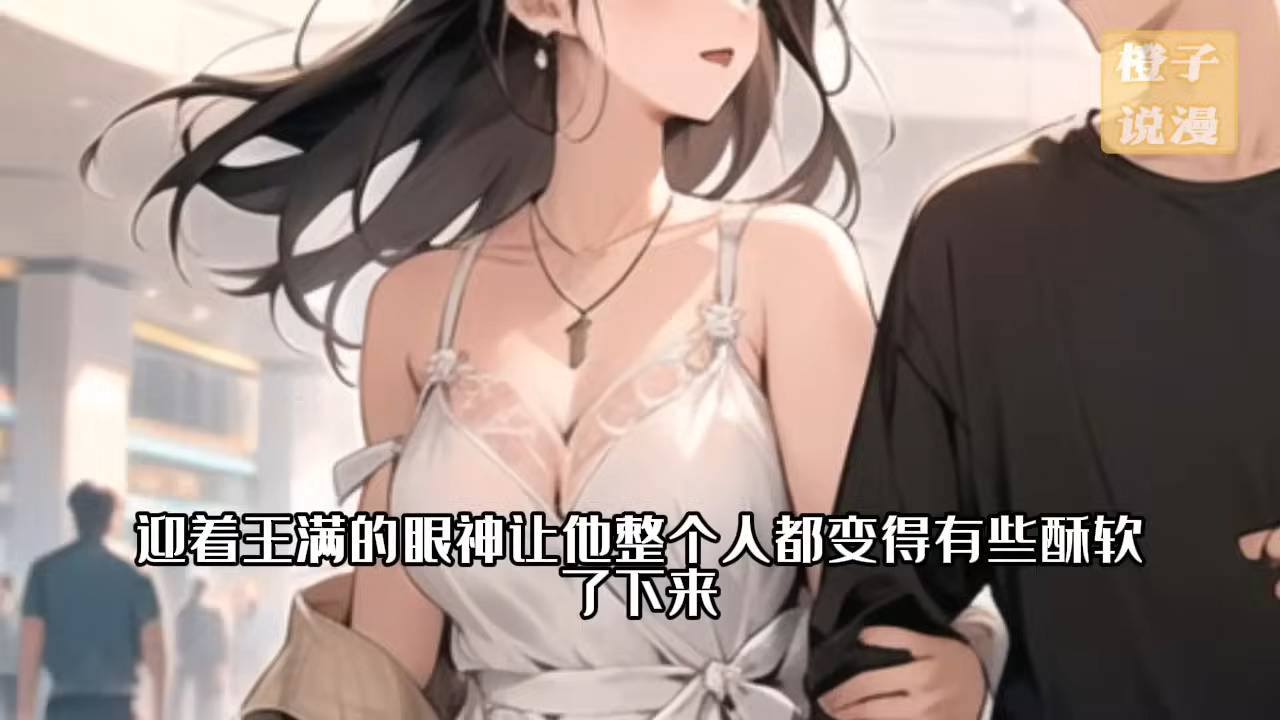 橙子
说漫
迎着王满的眼神让他整个人都变得有些酥软
了下来